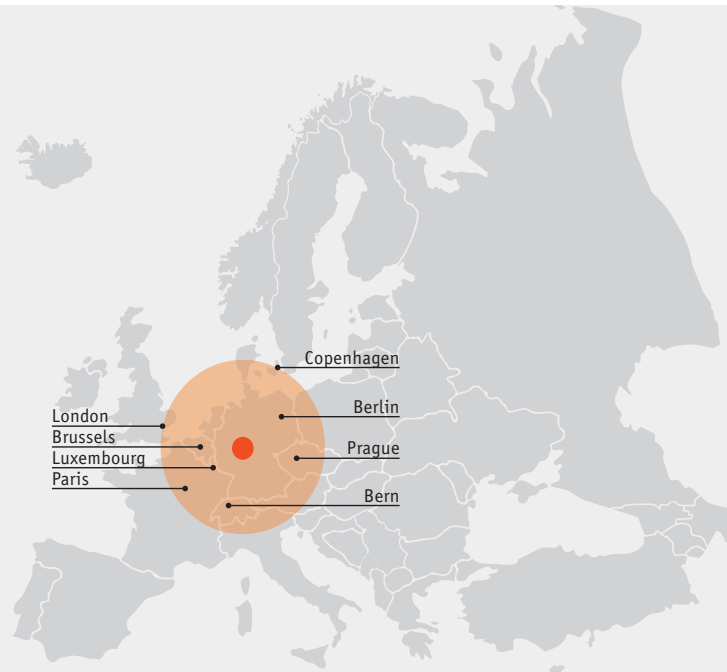 Copenhagen
Berlin
London
Brussels
Luxembourg
Prague
Paris
Bern